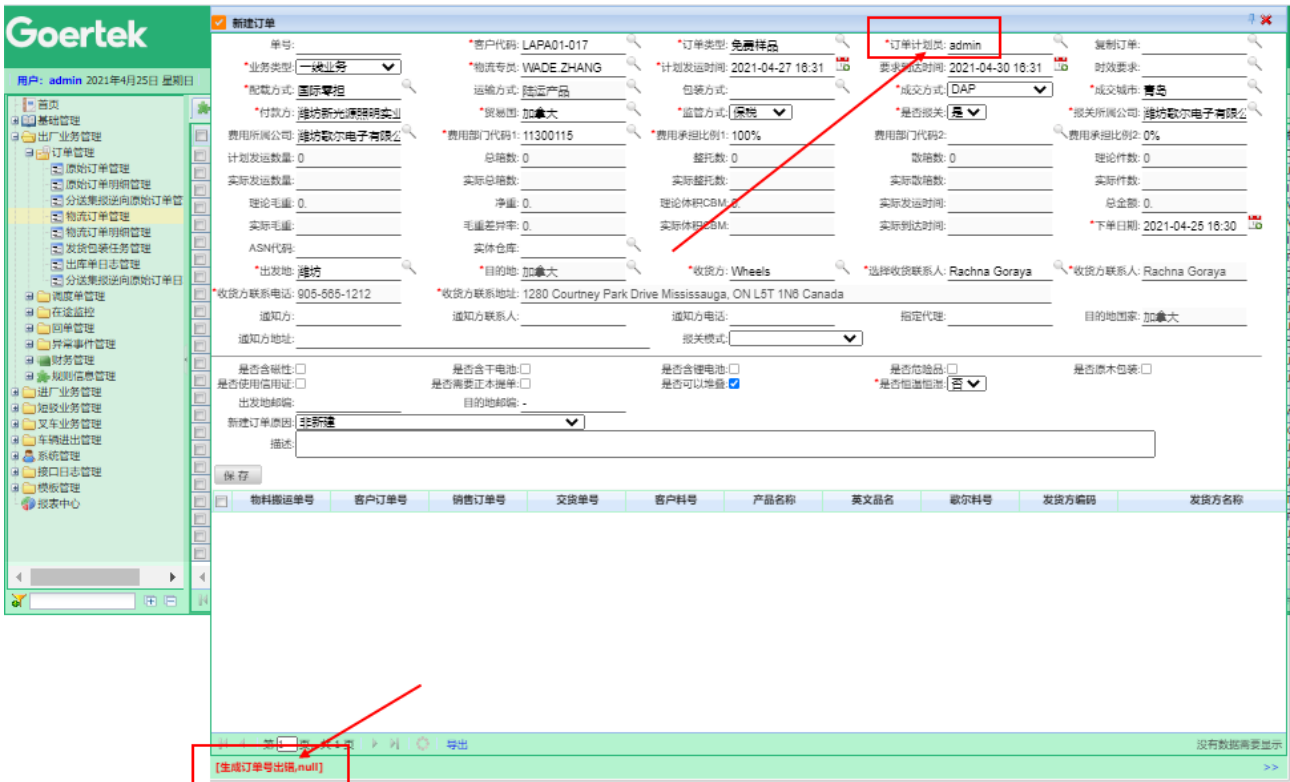 Goertek
用户: admin 2021年4月25日 星期日
首页
基础管理
出厂业务管理
订单管理
原始订单管理
原始订单明细管理
分送集报逆向原始订单管
物流订单管理
物流订单明细管理
发货包装任务管理
出库单日志管理
分送集报逆向原始订单日
调度单管理
在途监控
回单管理
异常事件管理
财务管理
规则信息管理
进厂业务管理
短驳业务管理
叉车业务管理
车辆进出管理
系统管理
接口日志管理
模板管理
报表中心
新建订单
单号: *客户代码: LAPA01-017 *订单类型: 免费样品 *订单计划员: admin 复制订单:
*业务类型: 一线业务 *物流专员: WADE.ZHANG *计划发运时间: 2021-04-27 16:31 要求到达时间: 2021-04-30 16:31 时效要求:
*配载方式: 国际零担 运输方式: 陆运产品 包装方式: *成交方式: DAP *成交城市: 青岛
*付款方: 潍坊新光源照明实业 *贸易国: 加拿大 *监管方式: 保税 *是否报关: 是 *报关所属公司: 潍坊歌尔电子有限公
费用所属公司: 潍坊歌尔电子有限公 *费用部门代码1: 11300115 *费用承担比例1: 100% 费用部门代码2: *费用承担比例2: 0%
计划发运数量: 0 总箱数: 0 整托数: 0 散箱数: 0 理论件数: 0
实际发运数量: 实际总箱数: 实际整托数: 实际散箱数: 实际件数:
理论毛重: 0. 净重: 0. 理论体积CBM: 0. 实际发运时间: 总金额: 0.
实际毛重: 毛重差异率: 0. 实际体积CBM: 实际到达时间: *下单日期: 2021-04-25 16:30
ASN代码: 实体仓库:
*出发地: 潍坊 *目的地: 加拿大 *收货方: Wheels *选择收货联系人: Rachna Goraya *收货方联系人: Rachna Goraya
*收货方联系电话: 905-565-1212 *收货方联系地址: 1280 Courtney Park Drive Mississauga, ON L5T 1N6 Canada
通知方: 通知方联系人: 通知方电话: 指定代理: 目的地国家: 加拿大
通知方地址: 报关模式:
是否含磁性: 是否含干电池: 是否含锂电池: 是否危险品: 是否原木包装:
是否使用信用证: 是否需要正本提单: 是否可以堆叠: *是否恒温恒湿: 否
出发地邮编: 目的地邮编: -
新建订单原因: 非新建
描述:
保存
物料搬运单号 客户订单号 销售订单号 交货单号 客户料号 产品名称 英文品名 歌尔料号 发货方编码 发货方名称
第 1 页 共 1 页 导出 没有数据需要显示
[生成订单号出错,null] >>